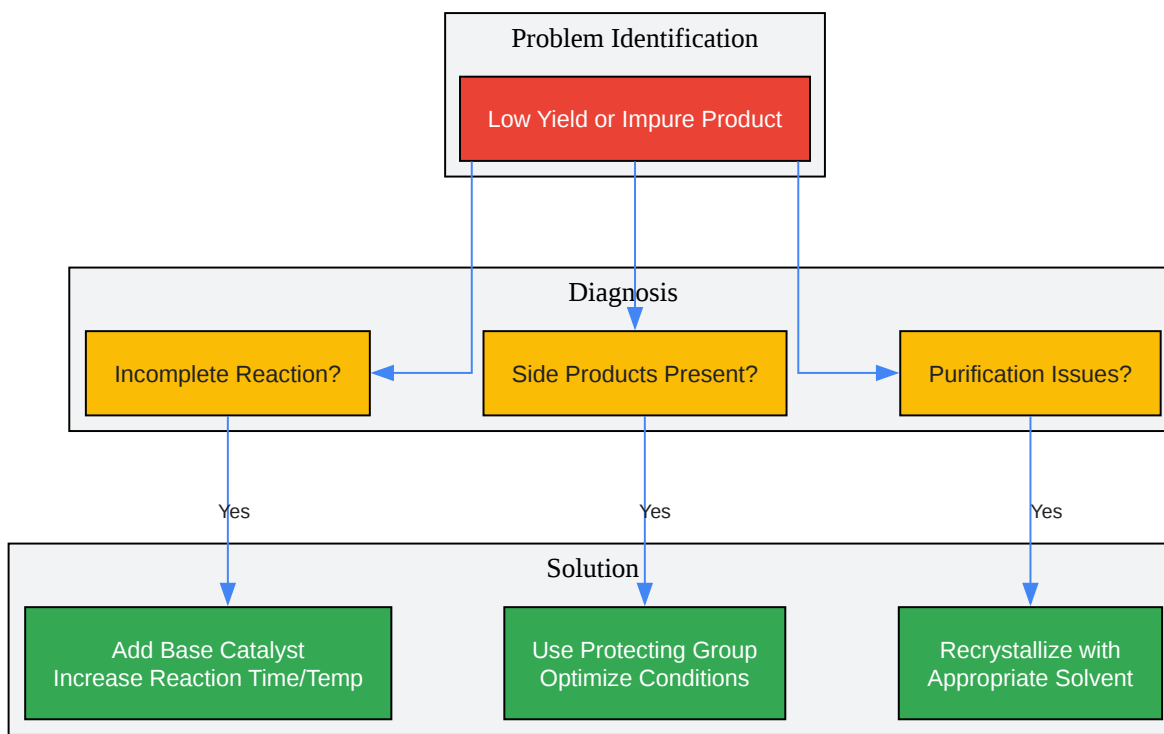 Problem Identification
Low Yield or Impure Product
Diagnosis
Incomplete Reaction?
Side Products Present?
Purification Issues?
Yes
Yes
Yes
Solution
Add Base Catalyst
Increase Reaction Time/Temp
Use Protecting Group
Optimize Conditions
Recrystallize with
Appropriate Solvent